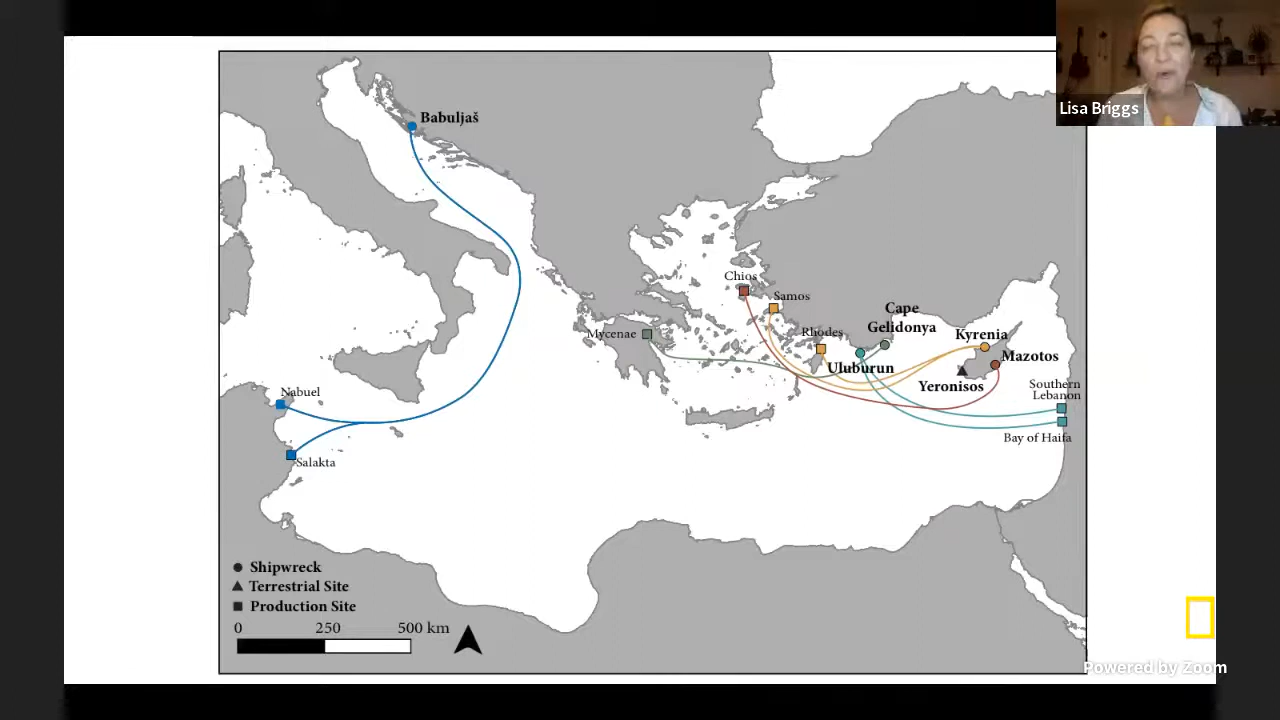 Lisa Briggs
Babuljaš
Chios
Samos
Cape
Gelidonya
Mycenae
Rhodes
Kyrenia
Mazotos
Uluburun
Yeronisos
Southern
Lebanon
Nabuel
Bay of Haifa
Salakta
Shipwreck
Terrestrial Site
Production Site
0 250 500 km
Powered by Zoom